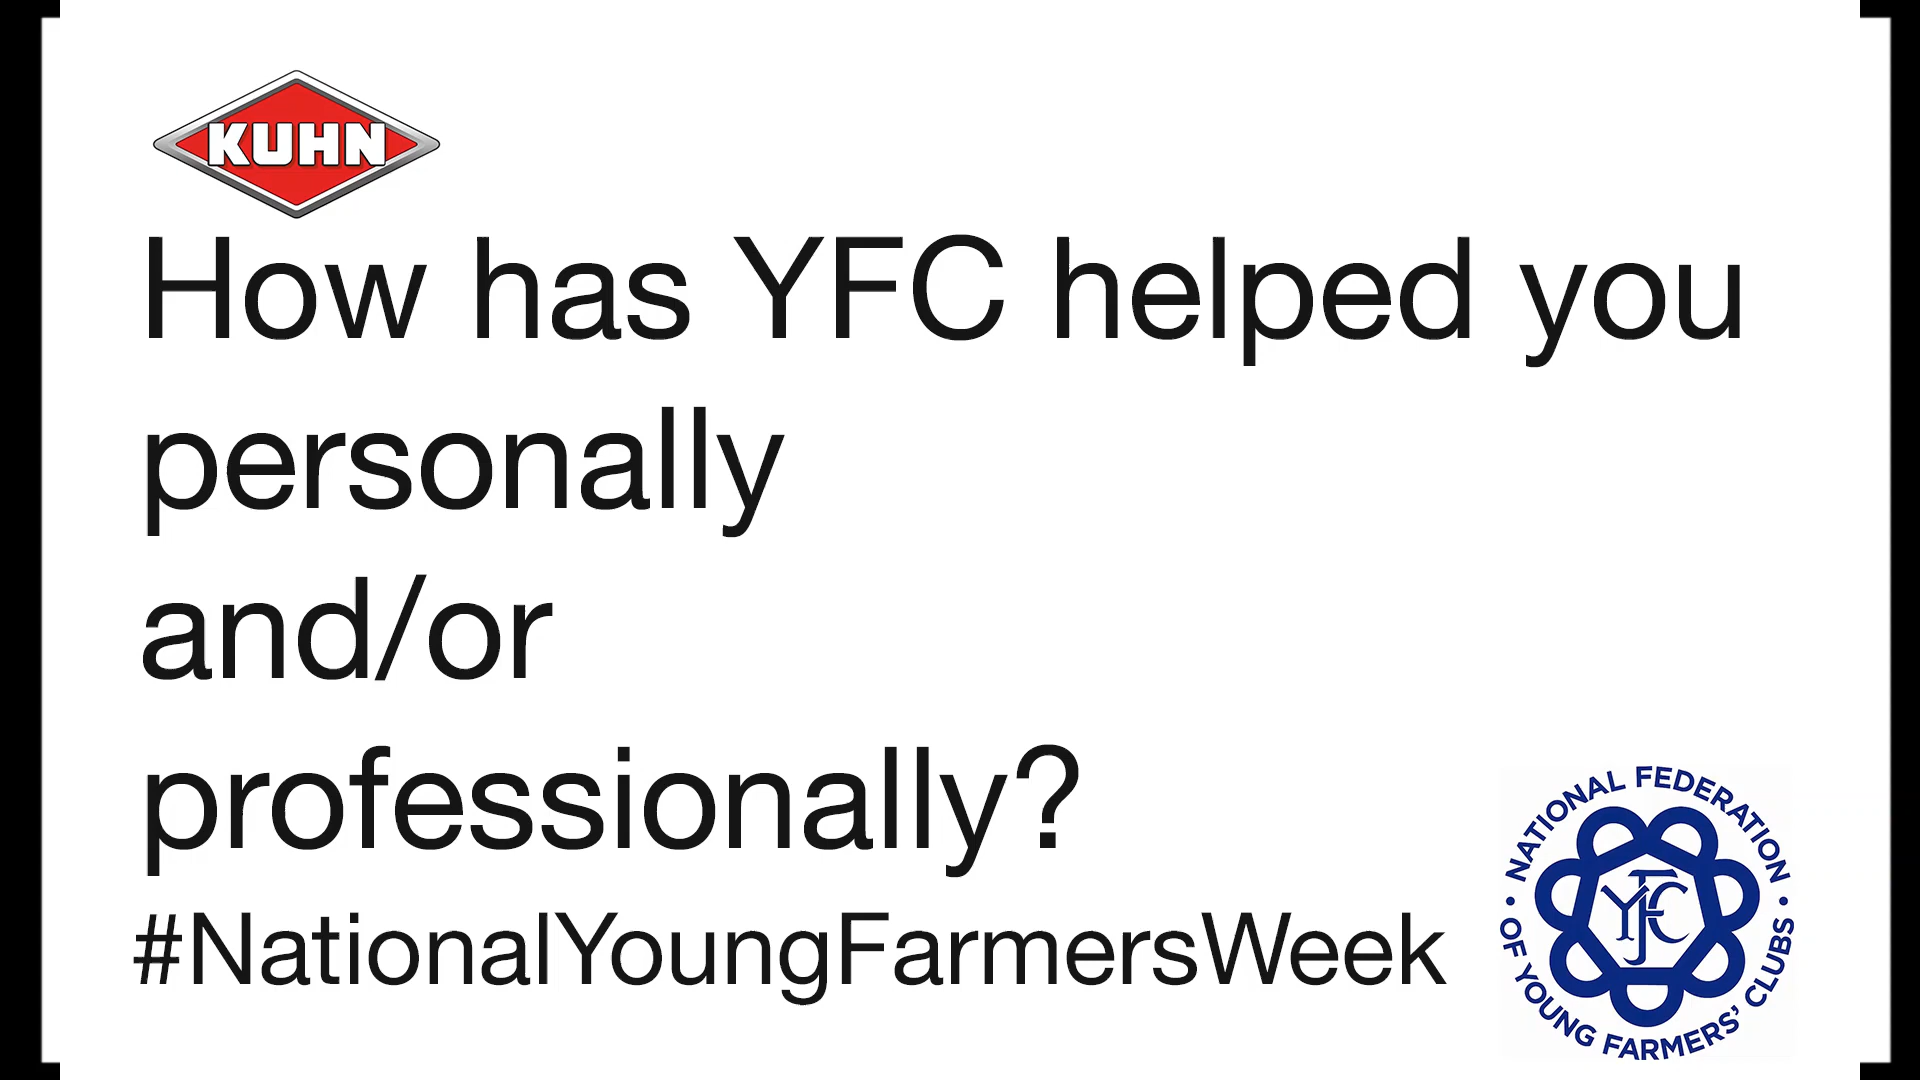 KUHN
How has YFC helped you
personally
and/or
professionally?
#NationalYoungFarmersWeek
NATIONAL FEDERATION
YFC
• OF YOUNG FARMERS' CLUBS •